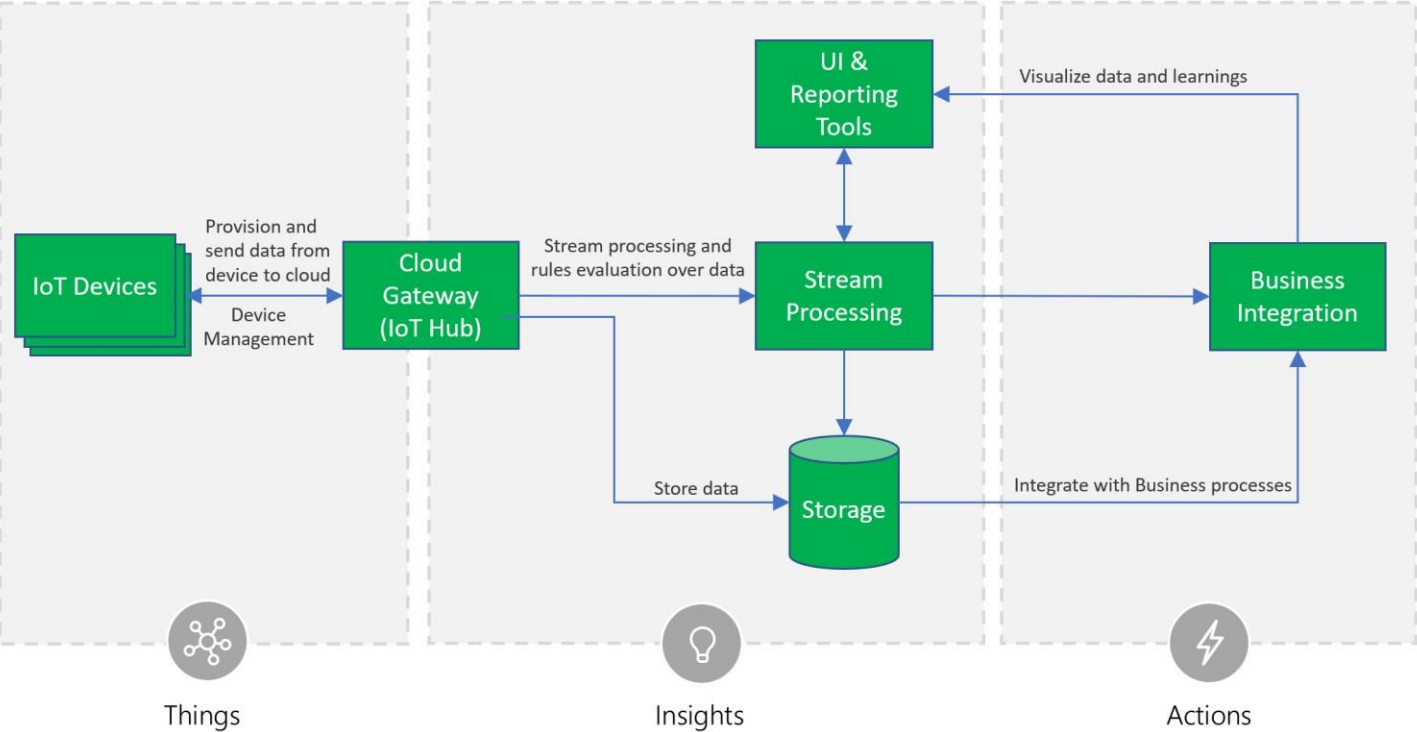 UI &
Reporting
Tools
Visualize data and learnings
Provision and
send data from
device to cloud
IoT Devices
Device
Management
Cloud
Gateway
(IoT Hub)
Stream processing and
rules evaluation over data
Stream
Processing
Business
Integration
Store data
Storage
Integrate with Business processes
Things
Insights
Actions